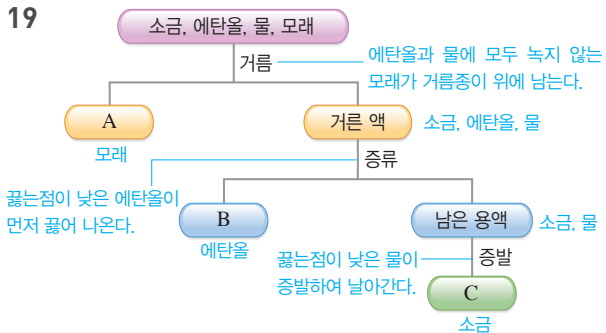 19
소금, 에탄올, 물, 모래
거름
에탄올과 물에 모두 녹지 않는
모래가 거름종이 위에 남는다.
A
모래
거른 액
소금, 에탄올, 물
증류
끓는점이 낮은 에탄올이
먼저 끓어 나온다.
B
에탄올
남은 용액
소금, 물
끓는점이 낮은 물이
증발하여 날아간다.
증발
C
소금